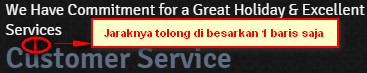 We Have Commitment for a Great Holiday & Excellent
Services
Jaraknya tolong di besarkan 1 baris saja
Customer Service